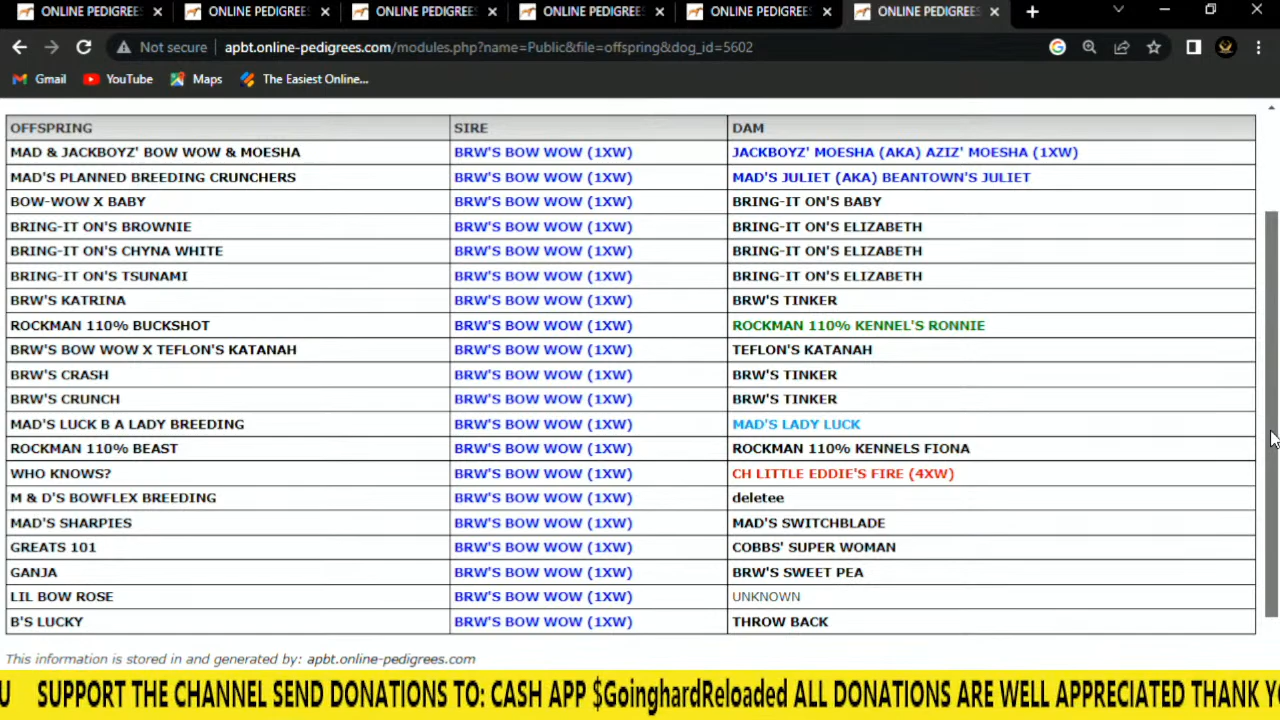 ONLINE PEDIGREES ONLINE PEDIGREES ONLINE PEDIGREES ONLINE PEDIGREES ONLINE PEDIGREES ONLINE PEDIGREES
Not secure apbt.online-pedigrees.com/modules.php?name=Public&file=offspring&dog_id=5602
Gmail YouTube Maps The Easiest Online...
OFFSPRING SIRE DAM
MAD & JACKBOYZ' BOW WOW & MOESHA BRW'S BOW WOW (1XW) JACKBOYZ' MOESHA (AKA) AZIZ' MOESHA (1XW)
MAD'S PLANNED BREEDING CRUNCHERS BRW'S BOW WOW (1XW) MAD'S JULIET (AKA) BEANTOWN'S JULIET
BOW-WOW X BABY BRW'S BOW WOW (1XW) BRING-IT ON'S BABY
BRING-IT ON'S BROWNIE BRW'S BOW WOW (1XW) BRING-IT ON'S ELIZABETH
BRING-IT ON'S CHYNA WHITE BRW'S BOW WOW (1XW) BRING-IT ON'S ELIZABETH
BRING-IT ON'S TSUNAMI BRW'S BOW WOW (1XW) BRING-IT ON'S ELIZABETH
BRW'S KATRINA BRW'S BOW WOW (1XW) BRW'S TINKER
ROCKMAN 110% BUCKSHOT BRW'S BOW WOW (1XW) ROCKMAN 110% KENNEL'S RONNIE
BRW'S BOW WOW X TEFLON'S KATANAH BRW'S BOW WOW (1XW) TEFLON'S KATANAH
BRW'S CRASH BRW'S BOW WOW (1XW) BRW'S TINKER
BRW'S CRUNCH BRW'S BOW WOW (1XW) BRW'S TINKER
MAD'S LUCK B A LADY BREEDING BRW'S BOW WOW (1XW) MAD'S LADY LUCK
ROCKMAN 110% BEAST BRW'S BOW WOW (1XW) ROCKMAN 110% KENNELS FIONA
WHO KNOWS? BRW'S BOW WOW (1XW) CH LITTLE EDDIE'S FIRE (4XW)
M & D'S BOWFLEX BREEDING BRW'S BOW WOW (1XW) deletee
MAD'S SHARPIES BRW'S BOW WOW (1XW) MAD'S SWITCHBLADE
GREATS 101 BRW'S BOW WOW (1XW) COBBS' SUPER WOMAN
GANJA BRW'S BOW WOW (1XW) BRW'S SWEET PEA
LIL BOW ROSE BRW'S BOW WOW (1XW) UNKNOWN
B'S LUCKY BRW'S BOW WOW (1XW) THROW BACK
This information is stored in and generated by: apbt.online-pedigrees.com
U SUPPORT THE CHANNEL SEND DONATIONS TO: CASH APP $GoinghardReloaded ALL DONATIONS ARE WELL APPRECIATED THANK Y